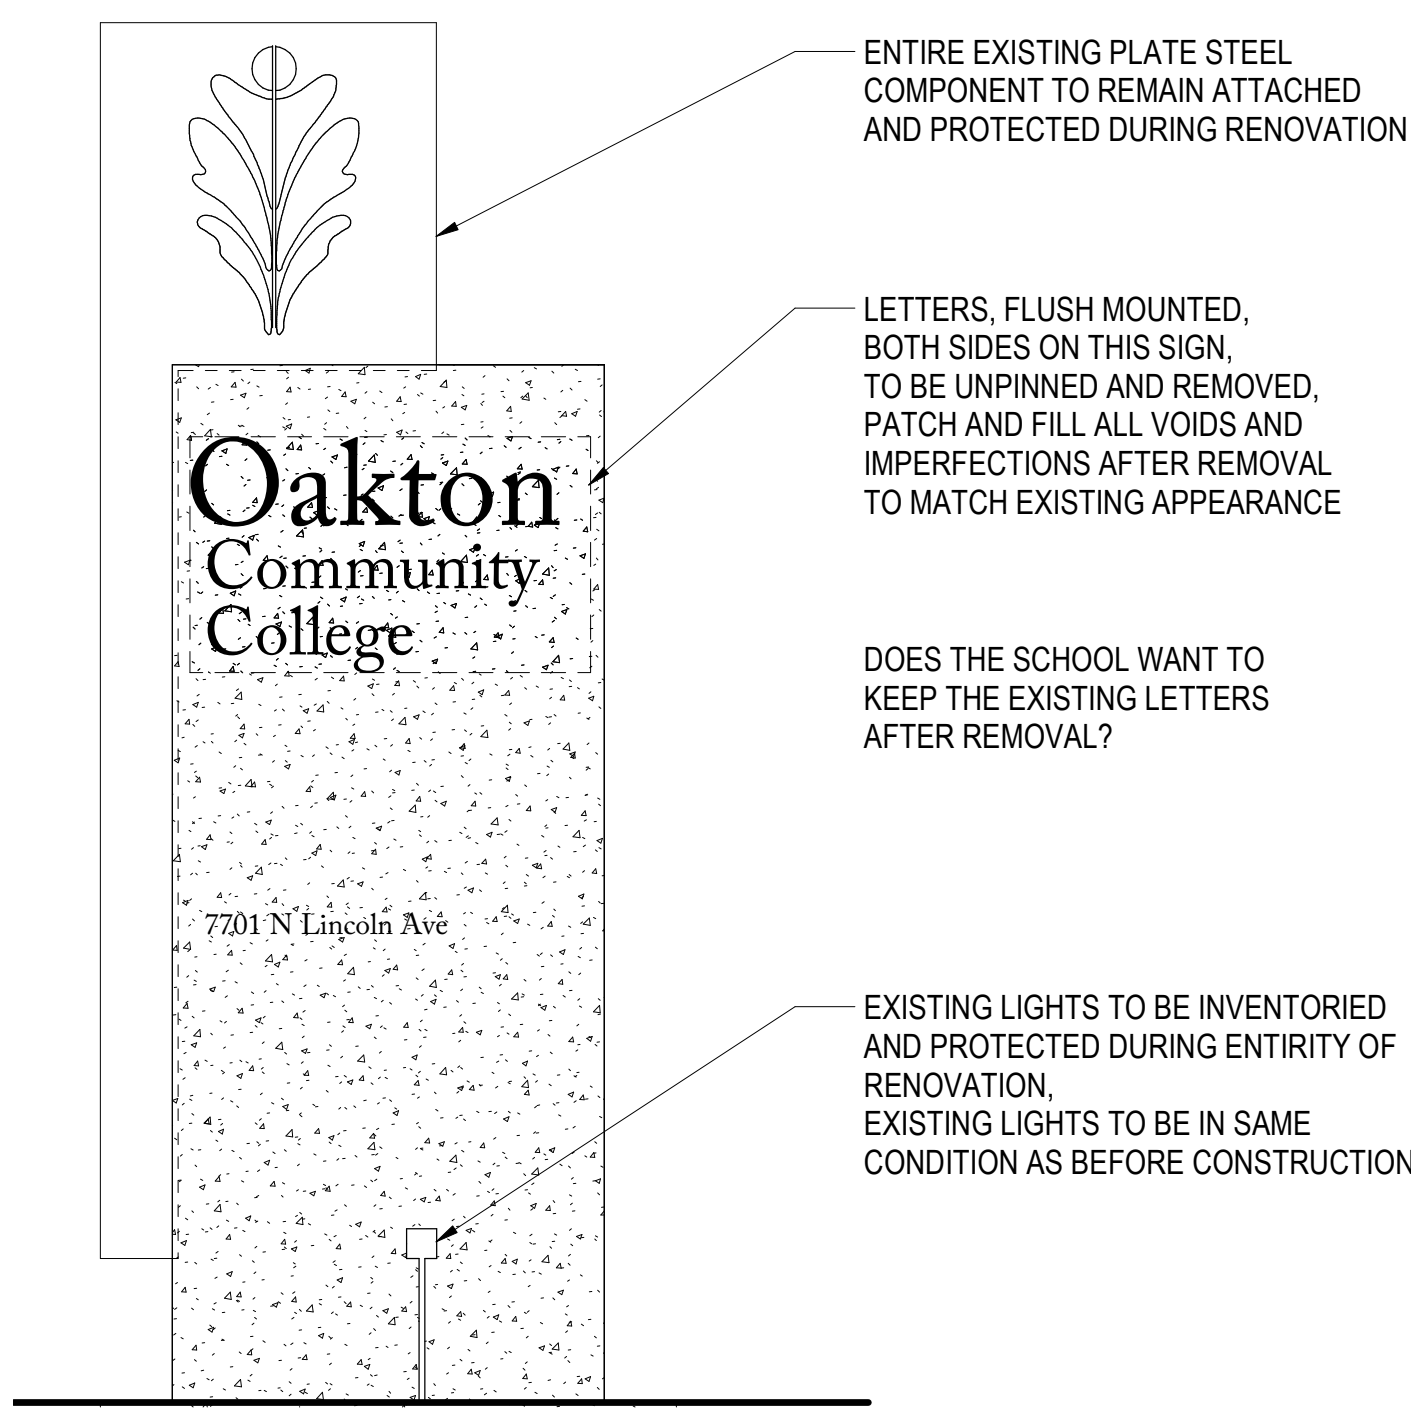 ENTIRE EXISTING PLATE STEEL
COMPONENT TO REMAIN ATTACHED
AND PROTECTED DURING RENOVATION
LETTERS, FLUSH MOUNTED,
BOTH SIDES ON THIS SIGN,
TO BE UNPINNED AND REMOVED,
PATCH AND FILL ALL VOIDS AND
IMPERFECTIONS AFTER REMOVAL
TO MATCH EXISTING APPEARANCE
Oakton
Community
College
DOES THE SCHOOL WANT TO
KEEP THE EXISTING LETTERS
AFTER REMOVAL?
7701 N Lincoln Ave
EXISTING LIGHTS TO BE INVENTORIED
AND PROTECTED DURING ENTIRITY OF
RENOVATION,
EXISTING LIGHTS TO BE IN SAME
CONDITION AS BEFORE CONSTRUCTION